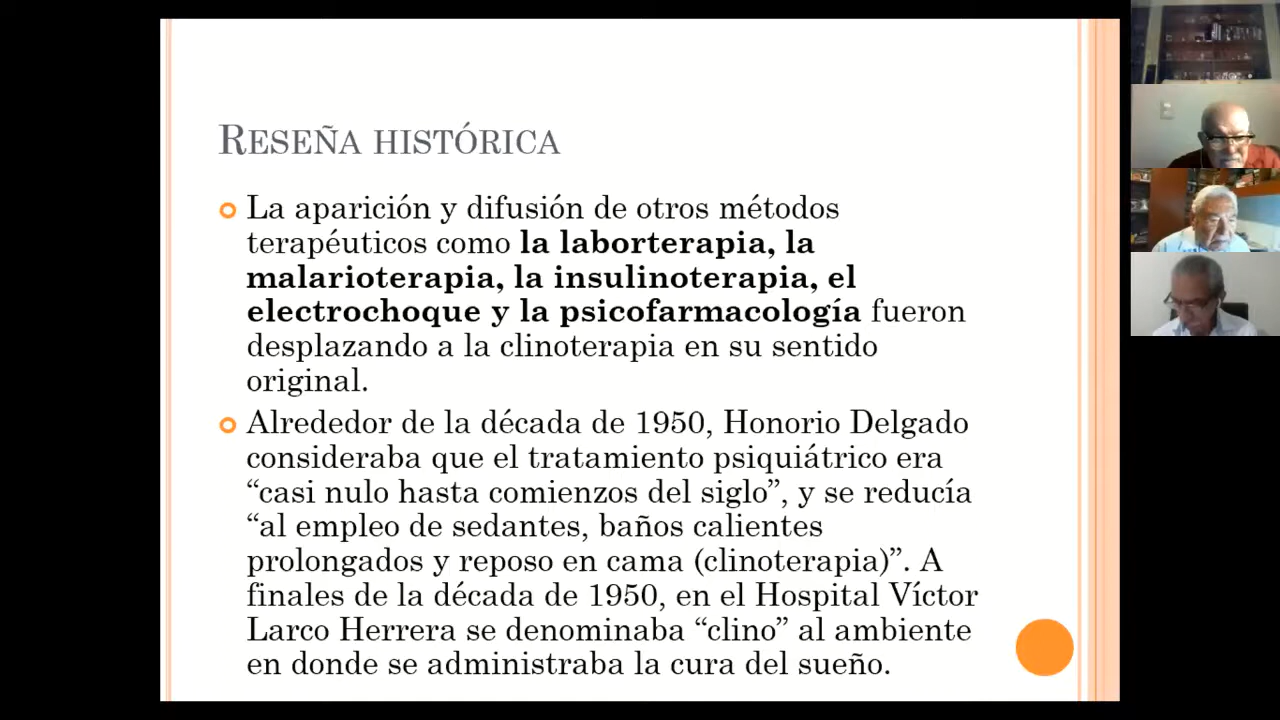 RESEÑA HISTÓRICA
La aparición y difusión de otros métodos
terapéuticos como la laborterapia, la
malarioterapia, la insulinoterapia, el
electrochoque y la psicofarmacología fueron
desplazando a la clinoterapia en su sentido
original.
Alrededor de la década de 1950, Honorio Delgado
consideraba que el tratamiento psiquiátrico era
“casi nulo hasta comienzos del siglo”, y se reducía
“al empleo de sedantes, baños calientes
prolongados y reposo en cama (clinoterapia)”. A
finales de la década de 1950, en el Hospital Víctor
Larco Herrera se denominaba “clino” al ambiente
en donde se administraba la cura del sueño.